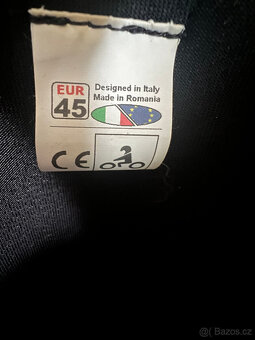 EUR
45
Designed in Italy
Made in Romania
CE
© Bazos.cz